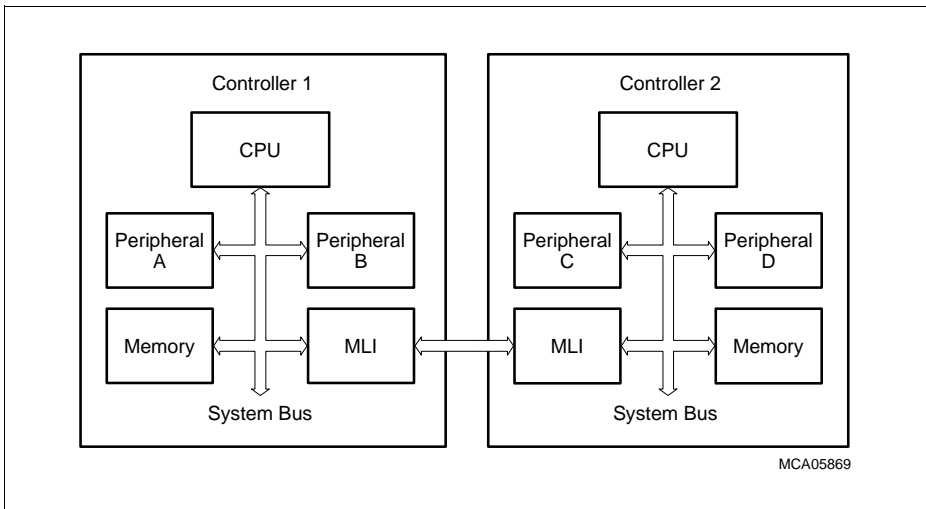 Controller 1
CPU
Peripheral
A
Peripheral
B
Memory
MLI
System Bus
Controller 2
CPU
Peripheral
C
Peripheral
D
MLI
Memory
System Bus
MCA05869